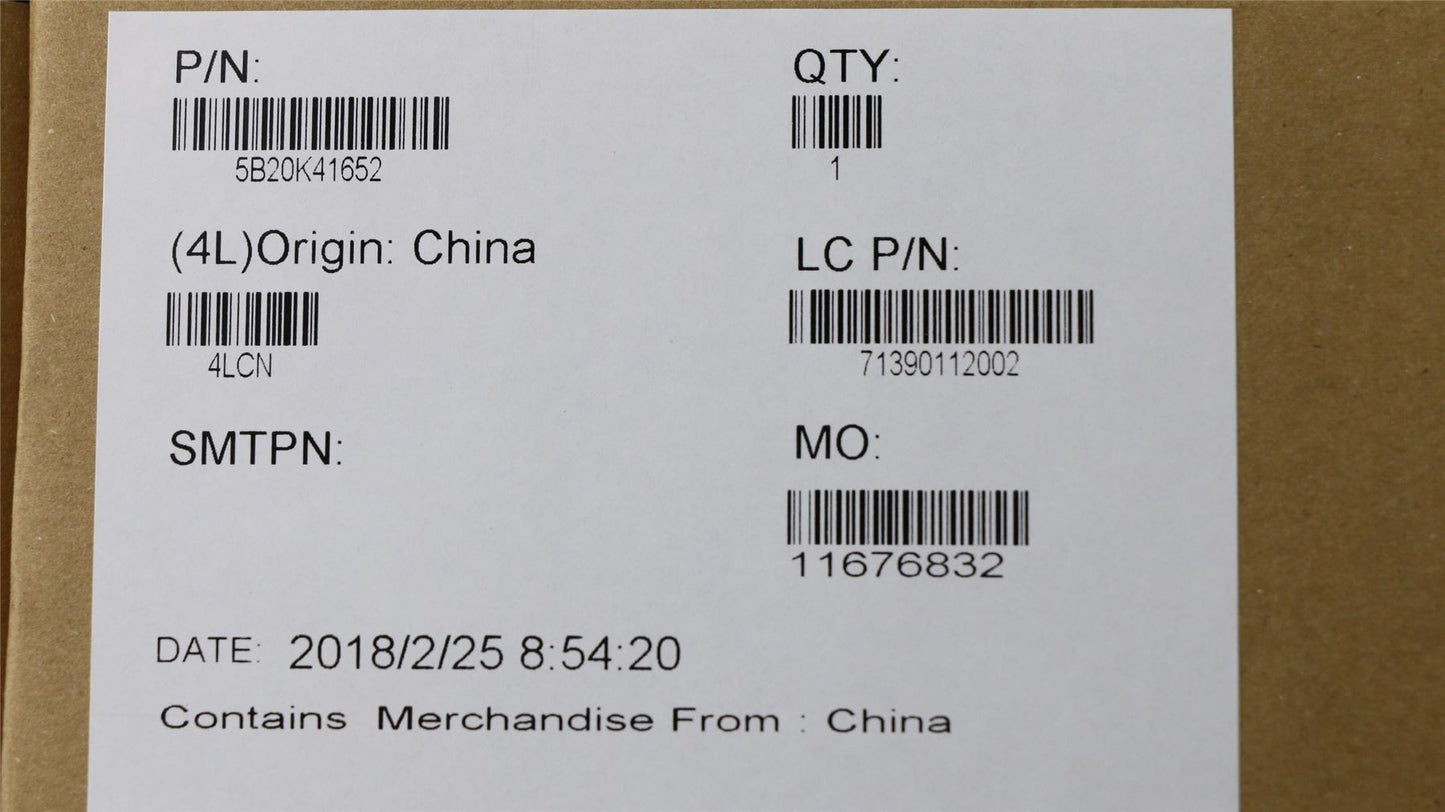 P/N:
5B20K41652
QTY:
1
(4L)Origin: China
4LCN
LC P/N:
71390112002
SMTPN:
MO:
11676832
DATE: 2018/2/25 8:54:20
Contains Merchandise From : China